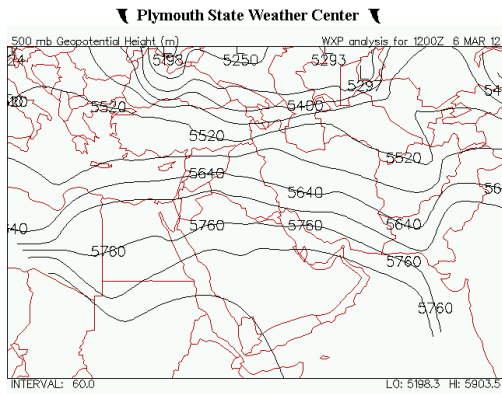 Plymouth State Weather Center
500 mb Geopotential Height (m) WXP analysis for 1200Z 6 MAR 12
5198 5250 5293
5297
5520 5400
5520 5520
5640 5640
5640
5760 5760
5760 5760
5760
INTERVAL: 60.0 LO: 5198.3 HI: 5903.5